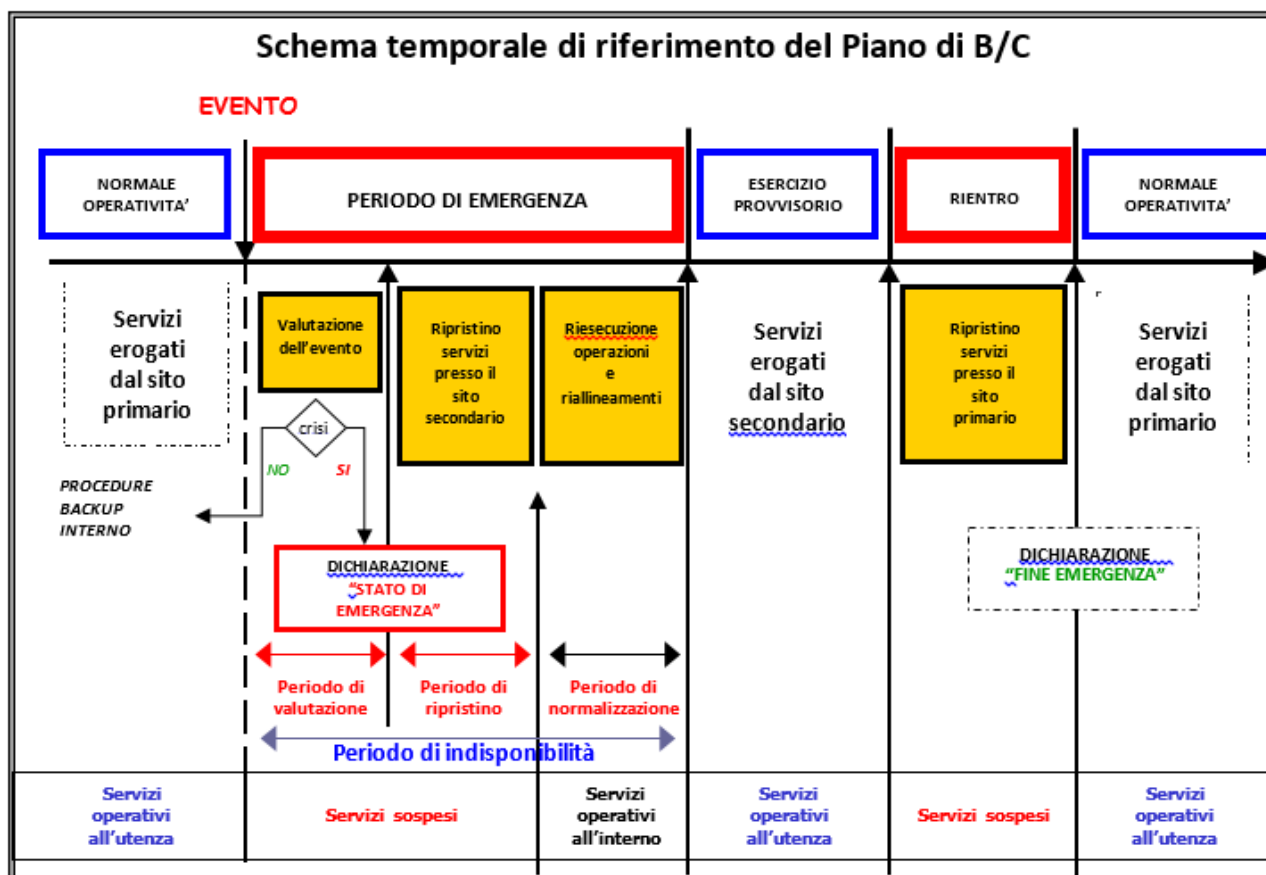 Schema temporale di riferimento del Piano di B/C
EVENTO
NORMALE
OPERATIVITA’
PERIODO DI EMERGENZA
ESERCIZIO
PROVVISORIO
RIENTRO
NORMALE
OPERATIVITA’
Servizi
erogati
dal sito
primario
Valutazione
dell’evento
Ripristino
servizi
presso il
sito
secondario
Riesecuzione
operazioni
e
riallineamenti
Servizi
erogati
dal sito
secondario
Ripristino
servizi
presso il
sito
primario
Servizi
erogati
dal sito
primario
crisi
NO
SI
PROCEDURE
BACKUP
INTERNO
DICHIARAZIONE
“STATO DI
EMERGENZA”
DICHIARAZIONE
“FINE EMERGENZA”
Periodo di
valutazione
Periodo di
ripristino
Periodo di
normalizzazione
Periodo di indisponibilità
Servizi
operativi
all’utenza
Servizi sospesi
Servizi
operativi
all’interno
Servizi
operativi
all’utenza
Servizi sospesi
Servizi
operativi
all’utenza